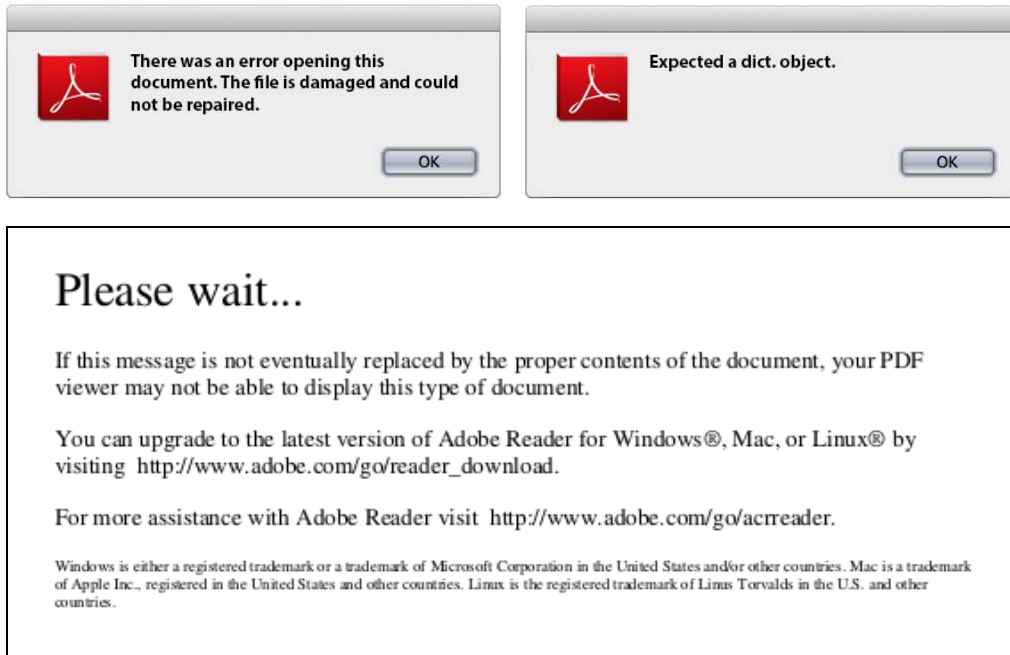 There was an error opening this
document. The file is damaged and could
not be repaired.
OK
Expected a dict. object.
OK
Please wait...
If this message is not eventually replaced by the proper contents of the document, your PDF
viewer may not be able to display this type of document.
You can upgrade to the latest version of Adobe Reader for Windows®, Mac, or Linux® by
visiting http://www.adobe.com/go/reader_download.
For more assistance with Adobe Reader visit http://www.adobe.com/go/acrreader.
Windows is either a registered trademark or a trademark of Microsoft Corporation in the United States and/or other countries. Mac is a trademark
of Apple Inc., registered in the United States and other countries. Linux is the registered trademark of Linus Torvalds in the U.S. and other
countries.